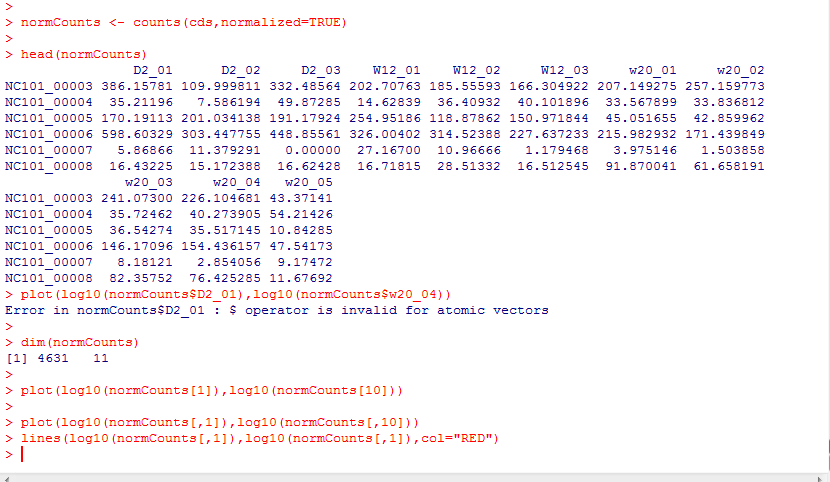 >
> normCounts <- counts(cds,normalized=TRUE)
>
> head(normCounts)
D2_01 D2_02 D2_03 W12_01 W12_02 W12_03 w20_01 w20_02
NC101_00003 386.15781 109.999811 332.48564 202.70763 185.55593 166.304922 207.149275 257.159773
NC101_00004 35.21196 7.586194 49.87285 14.62839 36.40932 40.101896 33.567899 33.836812
NC101_00005 170.19113 201.034138 191.17924 254.95186 118.87862 150.971844 45.051655 42.859962
NC101_00006 598.60329 303.447755 448.85561 326.00402 314.52388 227.637233 215.982932 171.439849
NC101_00007 5.86866 11.379291 0.00000 27.16700 10.96666 1.179468 3.975146 1.503858
NC101_00008 16.43225 15.172388 16.62428 16.71815 28.51332 16.512545 91.870041 61.658191
w20_03 w20_04 w20_05
NC101_00003 241.07300 226.104681 43.37141
NC101_00004 35.72462 40.273905 54.21426
NC101_00005 36.54274 35.517145 10.84285
NC101_00006 146.17096 154.436157 47.54173
NC101_00007 8.18121 2.854056 9.17472
NC101_00008 82.35752 76.425285 11.67692
> plot(log10(normCounts$D2_01),log10(normCounts$w20_04))
Error in normCounts$D2_01 : $ operator is invalid for atomic vectors
>
> dim(normCounts)
[1] 4631 11
>
> plot(log10(normCounts[1]),log10(normCounts[10]))
>
> plot(log10(normCounts[,1]),log10(normCounts[,10]))
> lines(log10(normCounts[,1]),log10(normCounts[,1]),col="RED")
>